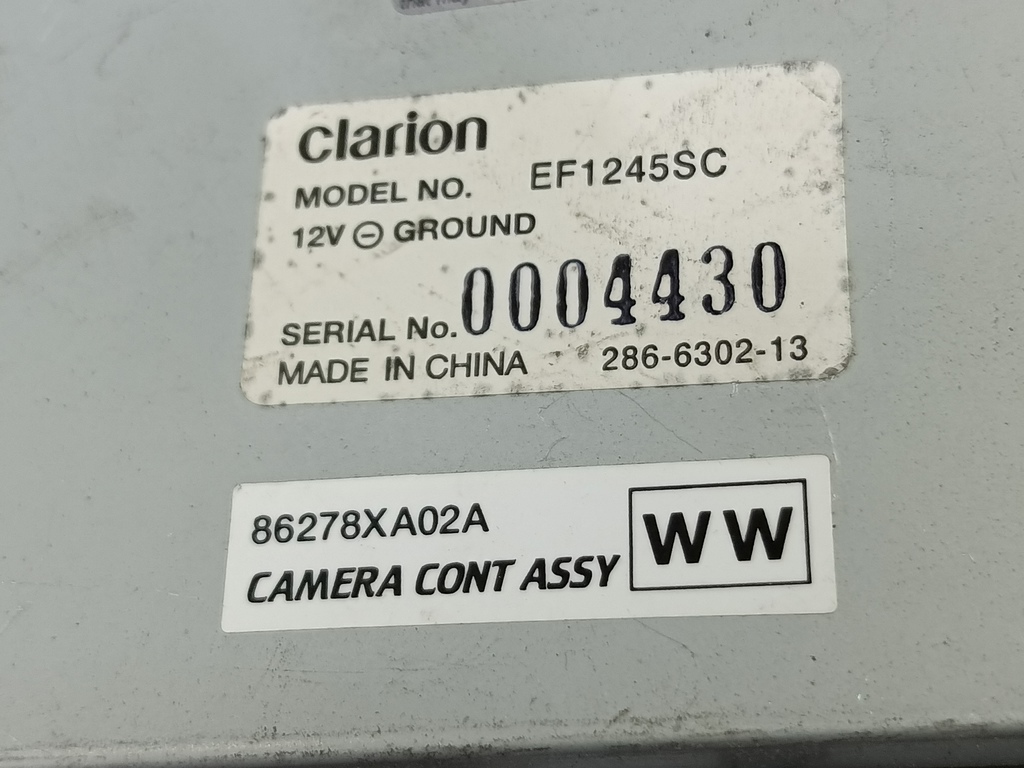 clarion
MODEL NO. EF1245SC
12V ⊖ GROUND
SERIAL No. 0004430
MADE IN CHINA 286-6302-13
86278XA02A
CAMERA CONT ASSY WW